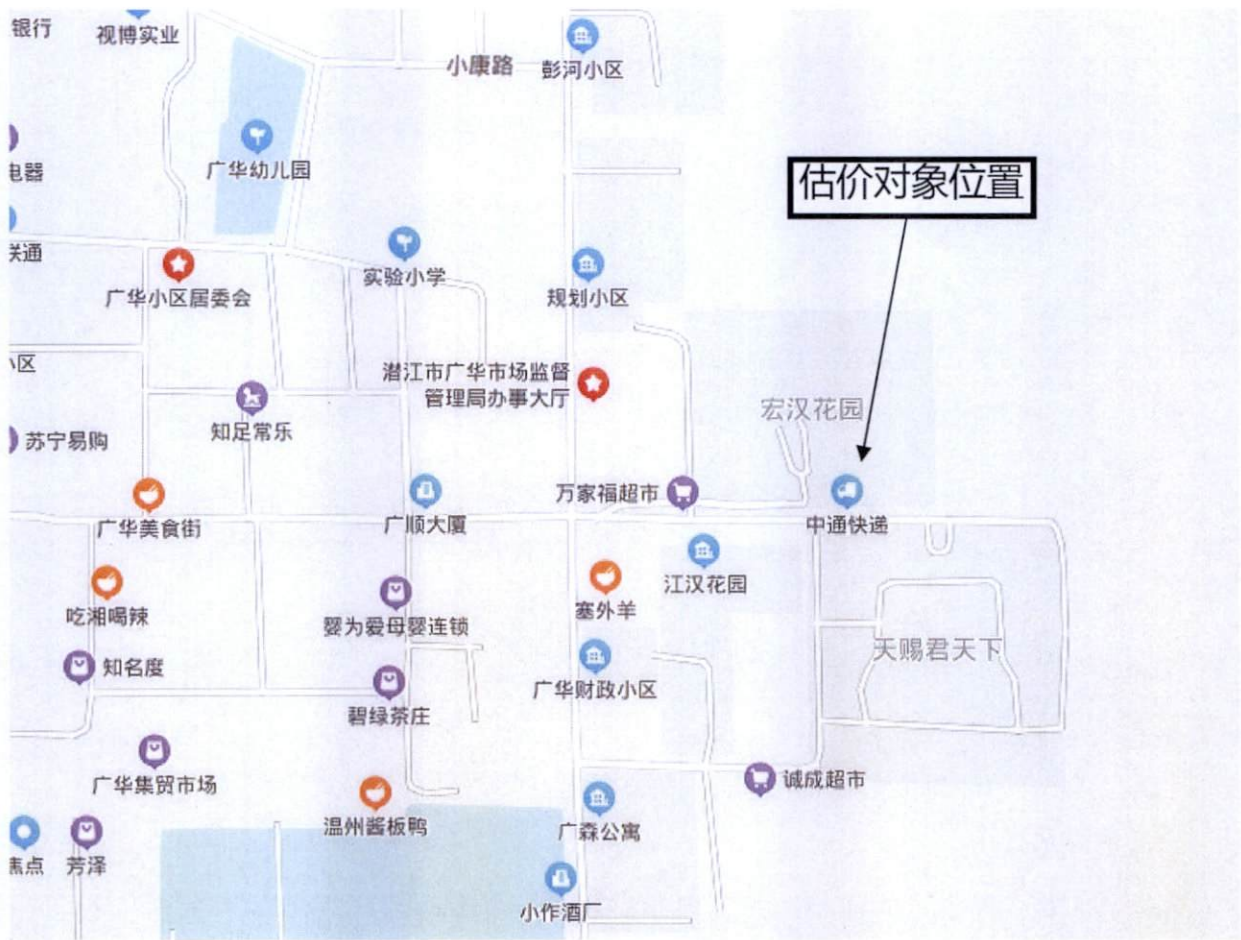 银行
视博实业
小康路
彭河小区
广华幼儿园
电器
估价对象位置
联通
实验小学
广华小区居委会
规划小区
小区
潜江市广华市场监督
管理局办事大厅
宏汉花园
知足常乐
苏宁易购
万家福超市
广华美食街
广顺大厦
中通快递
江汉花园
吃湘喝辣
塞外羊
婴为爱母婴连锁
天赐君天下
知名度
广华财政小区
碧绿茶庄
广华集贸市场
诚成超市
温州酱板鸭
广森公寓
焦点
芳泽
小作酒厂